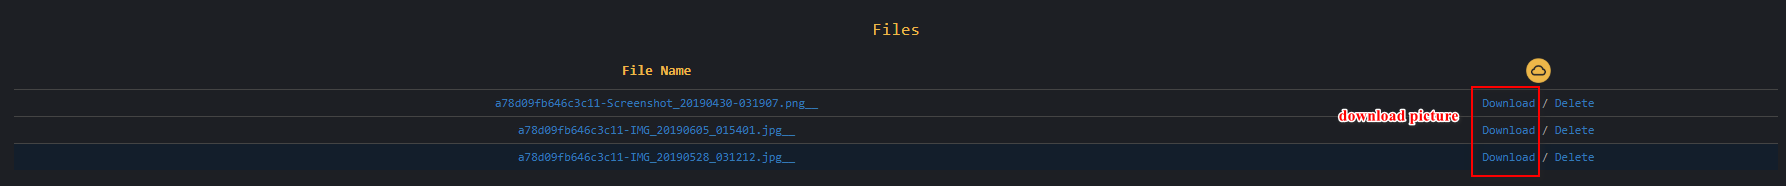 Files
File Name
a78d09fb646c3c11-Screenshot_20190430-031907.png__ Download / Delete
download picture
a78d09fb646c3c11-IMG_20190605_015401.jpg__ Download / Delete
a78d09fb646c3c11-IMG_20190528_031212.jpg__ Download / Delete